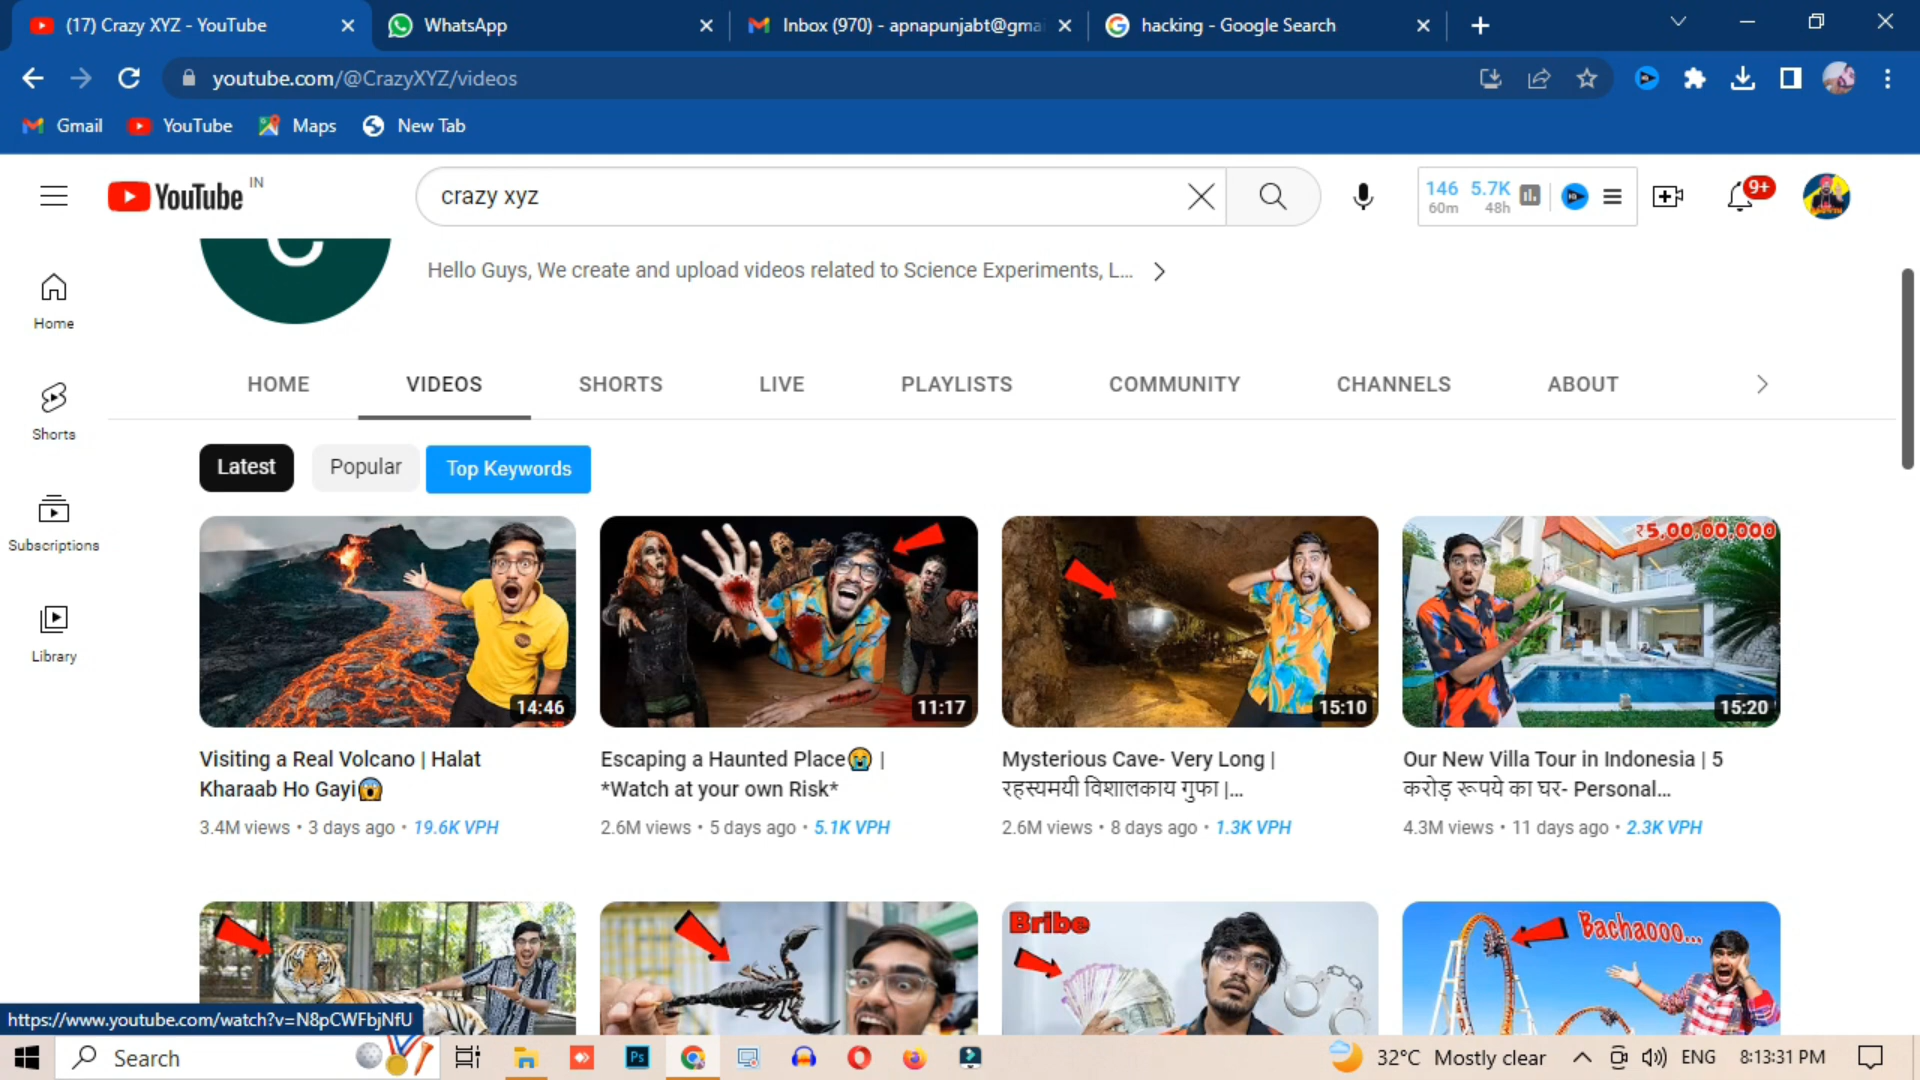 (17) Crazy XYZ - YouTube
WhatsApp
Inbox (970) - apnapunjabt@gma
hacking - Google Search
youtube.com/@CrazyXYZ/videos
Gmail
YouTube
Maps
New Tab
YouTube IN
crazy xyz
146 5.7K
60m 48h
9+
Hello Guys, We create and upload videos related to Science Experiments, L...
Home
Shorts
Subscriptions
Library
HOME VIDEOS SHORTS LIVE PLAYLISTS COMMUNITY CHANNELS ABOUT
Latest Popular Top Keywords
14:46
11:17
15:10
₹5,00,00,000
15:20
Visiting a Real Volcano | Halat
Kharaab Ho Gayi😱
3.4M views • 3 days ago • 19.6K VPH
Escaping a Haunted Place😭 |
*Watch at your own Risk*
2.6M views • 5 days ago • 5.1K VPH
Mysterious Cave- Very Long |
रहस्यमयी विशालकाय गुफा |...
2.6M views • 8 days ago • 1.3K VPH
Our New Villa Tour in Indonesia | 5
करोड़ रूपये का घर- Personal...
4.3M views • 11 days ago • 2.3K VPH
Bribe
Bachaooo...
https://www.youtube.com/watch?v=N8pCWFbjNfU
Search
Ps
32°C Mostly clear
ENG
8:13:31 PM